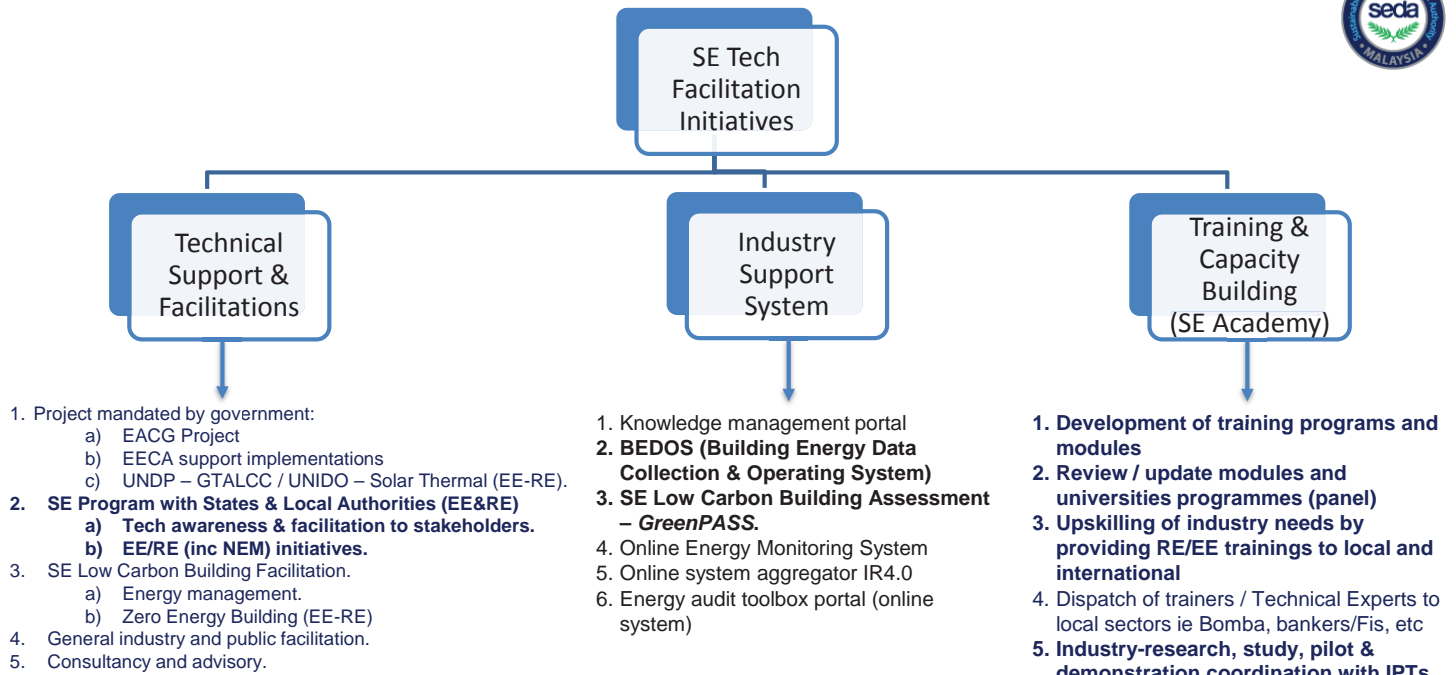 seda
MALAYSIA
SE Tech
Facilitation
Initiatives
Technical
Support &
Facilitations
Industry
Support
System
Training &
Capacity
Building
(SE Academy)
1. Project mandated by government:
a) EACG Project
b) EECA support implementations
c) UNDP – GTALCC / UNIDO – Solar Thermal (EE-RE).
2. SE Program with States & Local Authorities (EE&RE)
a) Tech awareness & facilitation to stakeholders.
b) EE/RE (inc NEM) initiatives.
3. SE Low Carbon Building Facilitation.
a) Energy management.
b) Zero Energy Building (EE-RE)
4. General industry and public facilitation.
5. Consultancy and advisory.
1. Knowledge management portal
2. BEDOS (Building Energy Data
Collection & Operating System)
3. SE Low Carbon Building Assessment
– GreenPASS.
4. Online Energy Monitoring System
5. Online system aggregator IR4.0
6. Energy audit toolbox portal (online
system)
1. Development of training programs and
modules
2. Review / update modules and
universities programmes (panel)
3. Upskilling of industry needs by
providing RE/EE trainings to local and
international
4. Dispatch of trainers / Technical Experts to
local sectors ie Bomba, bankers/Fis, etc
5. Industry-research, study, pilot &
demonstration coordination with IPTs